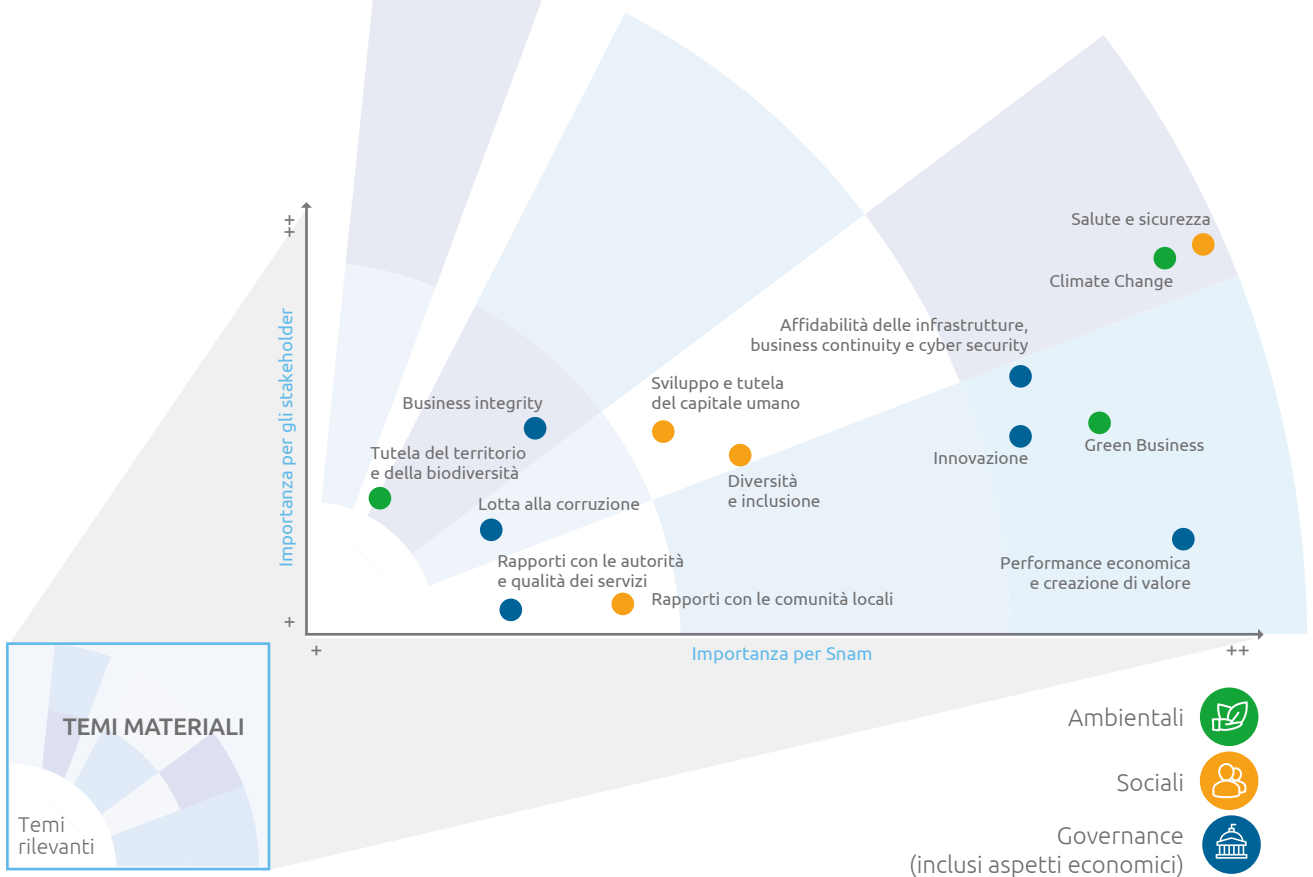 ++
Importanza per gli stakeholder
+
Salute e sicurezza
Climate Change
Affidabilità delle infrastrutture,
business continuity e cyber security
Sviluppo e tutela
del capitale umano
Business integrity
Green Business
Innovazione
Tutela del territorio
e della biodiversità
Diversità
e inclusione
Lotta alla corruzione
Rapporti con le autorità
e qualità dei servizi
Performance economica
e creazione di valore
Rapporti con le comunità locali
+
Importanza per Snam
++
TEMI MATERIALI
Temi
rilevanti
Ambientali
Sociali
Governance
(inclusi aspetti economici)